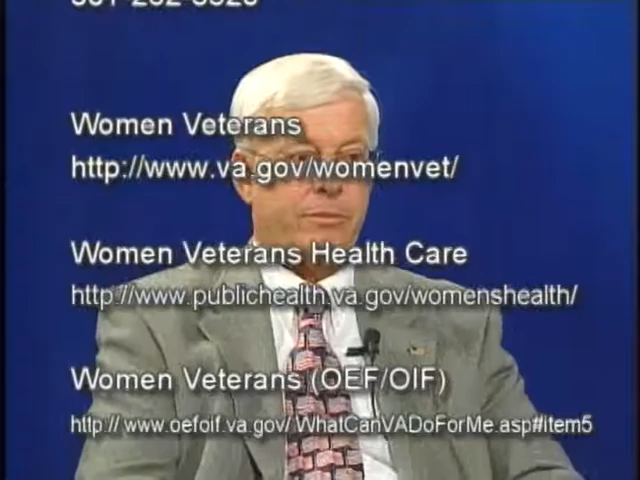 Women Veterans
http://www.va.gov/womenvet/
Women Veterans Health Care
http://www.publichealth.va.gov/womenshealth/
Women Veterans (OEF/OIF)
http:// www.oefoif.va.gov/ WhatCanVADoForMe.asp#Item5